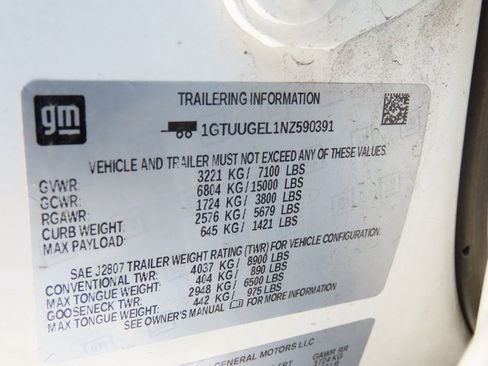 gm
TRAILERING INFORMATION
1GTUUGEL1NZ590391
VEHICLE AND TRAILER MUST NOT EXCEED ANY OF THESE VALUES.
GVWR: 3221 KG/ 7100 LBS
GCWR: 6804 KG/ 15000 LBS
RGAWR: 1724 KG/ 3800 LBS
CURB WEIGHT: 2576 KG/ 5679 LBS
MAX PAYLOAD: 645 KG/ 1421 LBS
SAE J2807 TRAILER WEIGHT RATING (TWR) FOR VEHICLE CONFIGURATION.
CONVENTIONAL TWR: 4037 KG/ 8900 LBS
MAX TONGUE WEIGHT: 404 KG/ 890 LBS
GOOSENECK TWR: 2948 KG/ 6500 LBS
MAX TONGUE WEIGHT: 442 KG/ 975 LBS
SEE OWNER'S MANUAL FOR MORE INFORMATION
GENERAL MOTORS LLC
GAWR RR
1724 KG